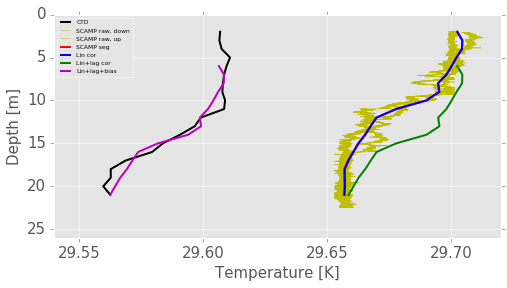 0
5
10
15
20
25
Depth [m]
CTD
SCAMP raw, down
SCAMP raw, up
SCAMP seg
Lin cor
Lin+lag cor
Lin+lag+bias
29.55 29.60 29.65 29.70
Temperature [K]